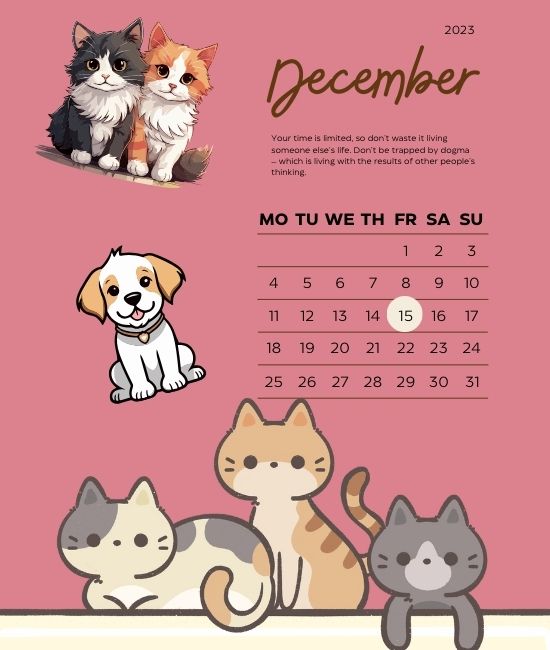 2023
December
Your time is limited, so don't waste it living
someone else's life. Don't be trapped by dogma
– which is living with the results of other people's
thinking.
MO TU WE TH FR SA SU
1 2 3
4 5 6 7 8 9 10
11 12 13 14 15 16 17
18 19 20 21 22 23 24
25 26 27 28 29 30 31